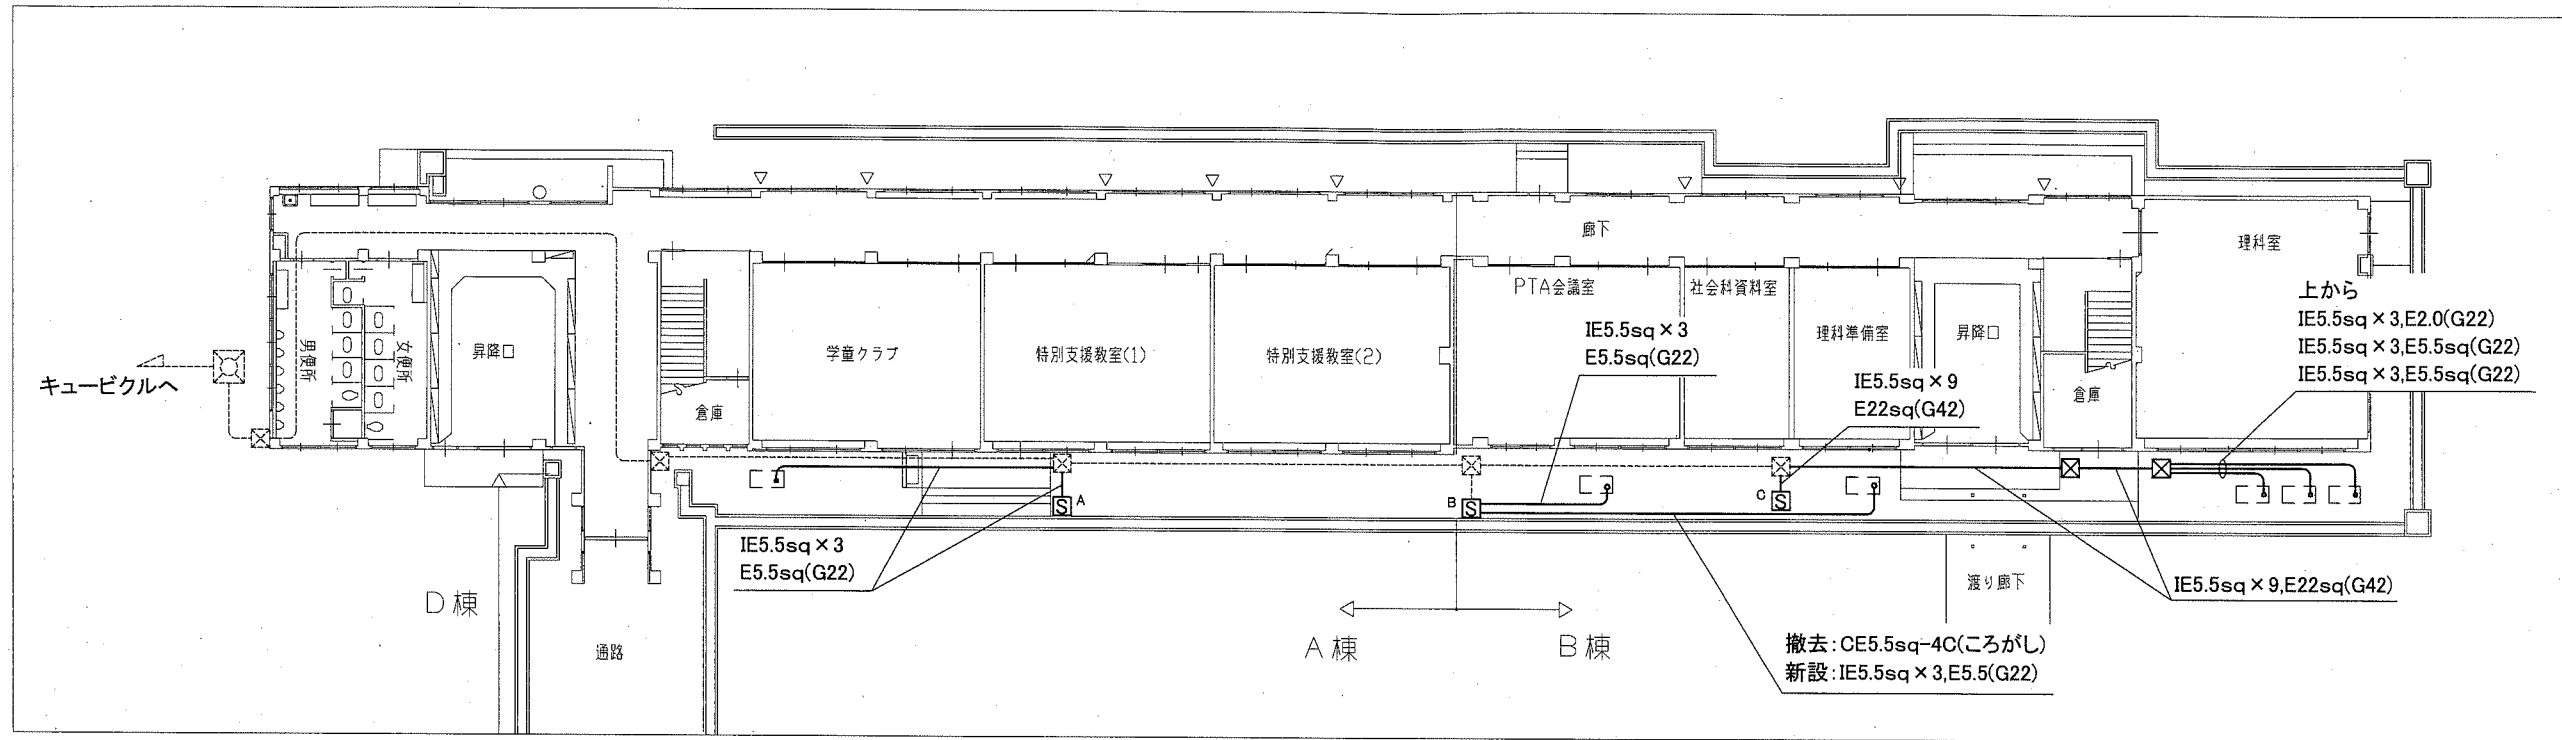 廊下
理科室
PTA会議室
社会科資料室
上から
IE5.5sq×3,E2.0(G22)
IE5.5sq×3,E5.5sq(G22)
IE5.5sq×3,E5.5sq(G22)
IE5.5sq×3
E5.5sq(G22)
理科準備室
昇降口
男便所
女便所
昇降口
学童クラブ
特別支援教室(1)
特別支援教室(2)
キュービクルへ
IE5.5sq×9
E22sq(G42)
倉庫
倉庫
S A
B S
C S
IE5.5sq×3
E5.5sq(G22)
D棟
渡り廊下
IE5.5sq×9,E22sq(G42)
通路
A棟
B棟
撤去:CE5.5sq-4C(ころがし)
新設:IE5.5sq×3,E5.5(G22)